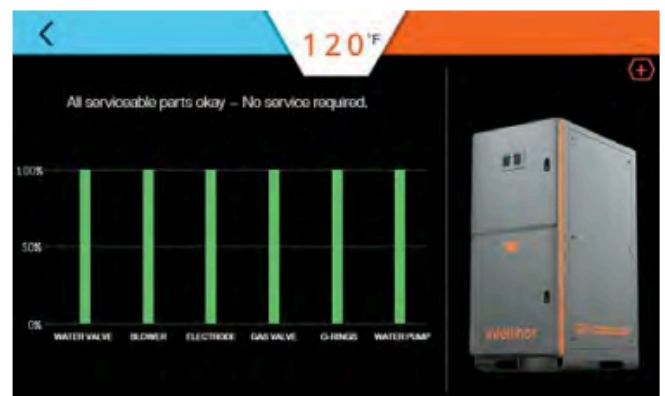 120°F
All serviceable parts okay – No service required.
100%
50%
0%
WATER VALVE BLOWER ELECTRODE GAS VALVE O-RINGS WATER PUMP